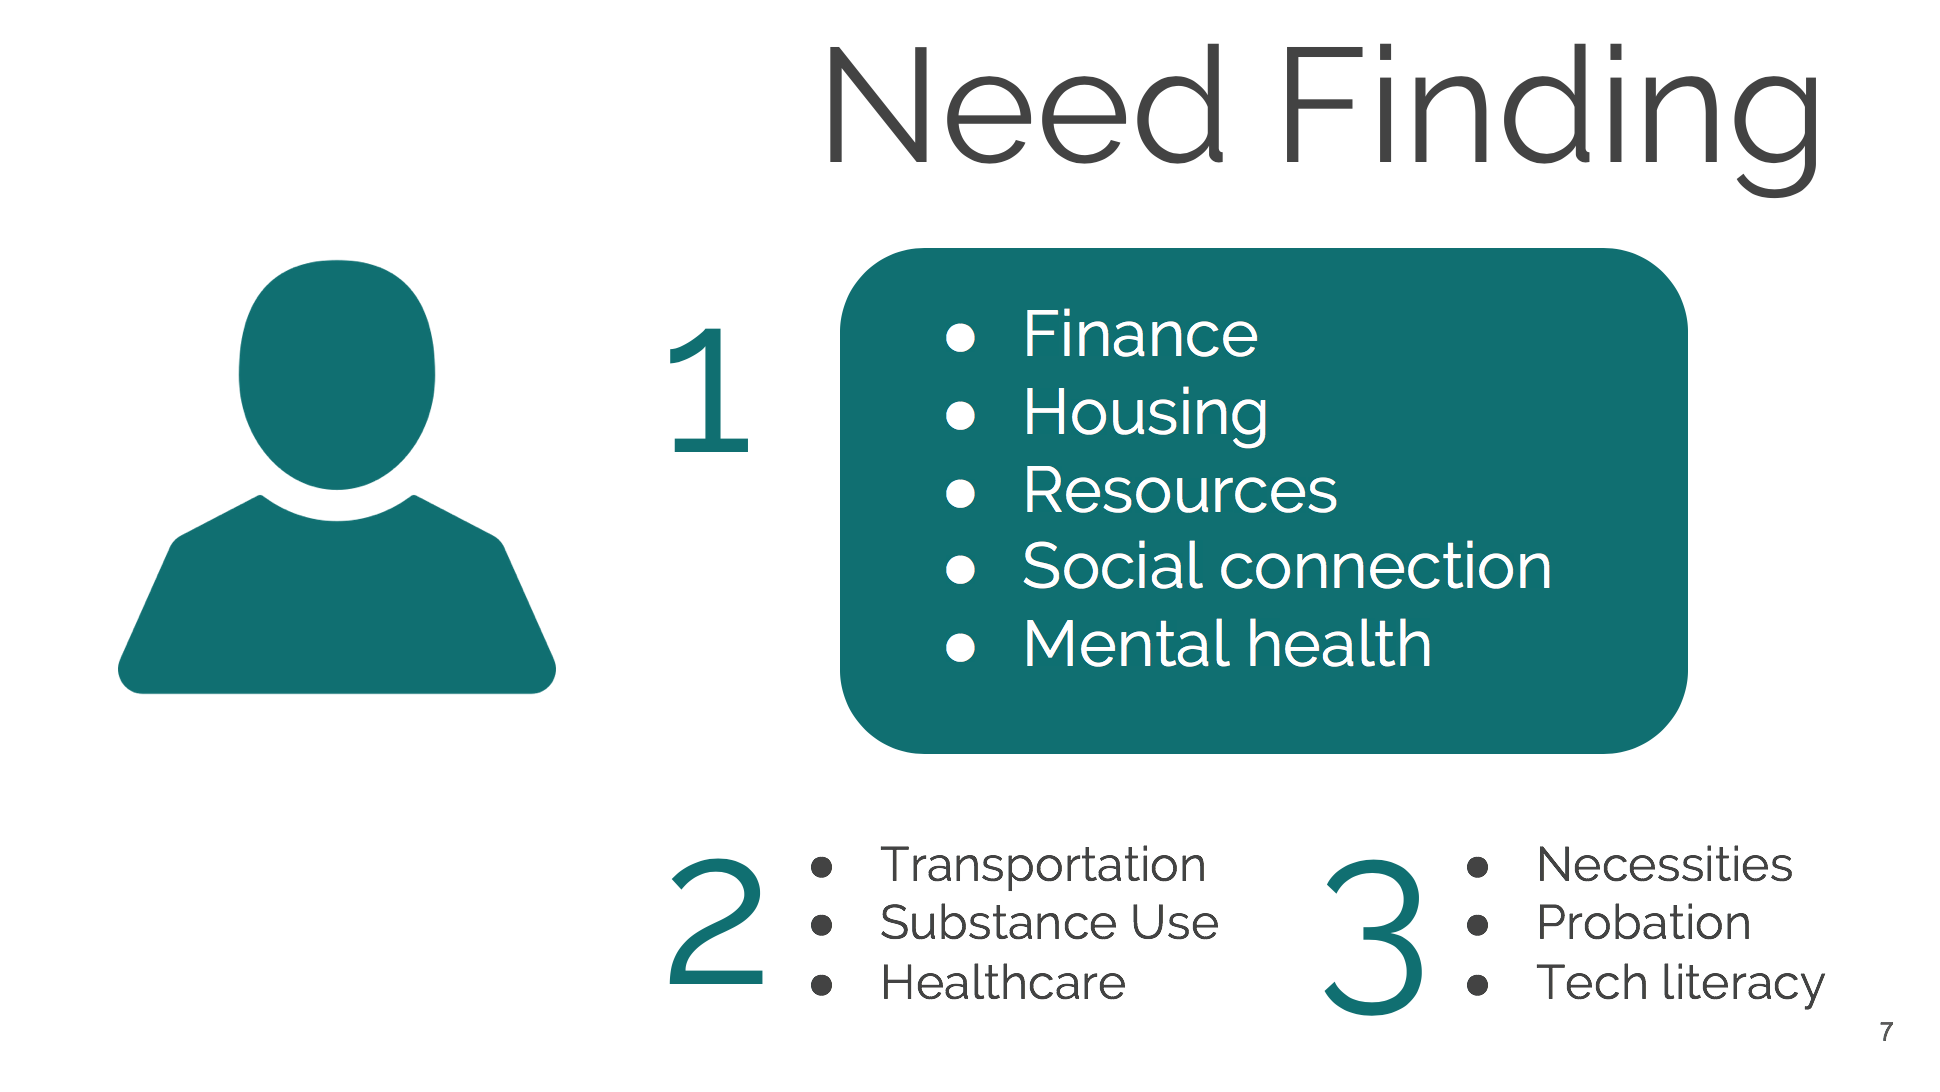 Need Finding
1
● Finance
● Housing
● Resources
● Social connection
● Mental health
2
● Transportation
● Substance Use
● Healthcare
3
● Necessities
● Probation
● Tech literacy
7